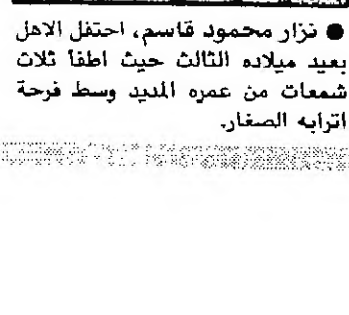 ● نزار محمود قاسم، احتفل الاهل
بعيد ميلاده الثالث حيث اطفأ ثلاث
شمعات من عمره المديد وسط فرحة
اترابه الصغار.